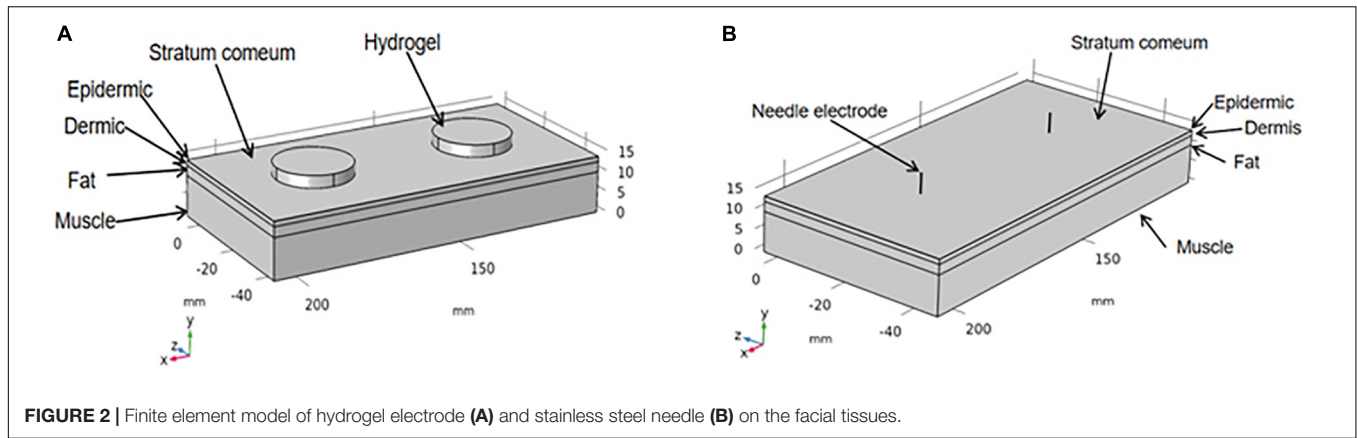 A
Stratum comeum
Hydrogel
Epidermic
Dermic
Fat
Muscle
15
10
5
0
0
-20
-40
mm
200
150
mm
y
z
x
B
Stratum comeum
Needle electrode
Epidermic
Dermis
Fat
Muscle
15
10
5
0
0
-20
-40
mm
200
150
mm
y
z
x
FIGURE 2 | Finite element model of hydrogel electrode (A) and stainless steel needle (B) on the facial tissues.